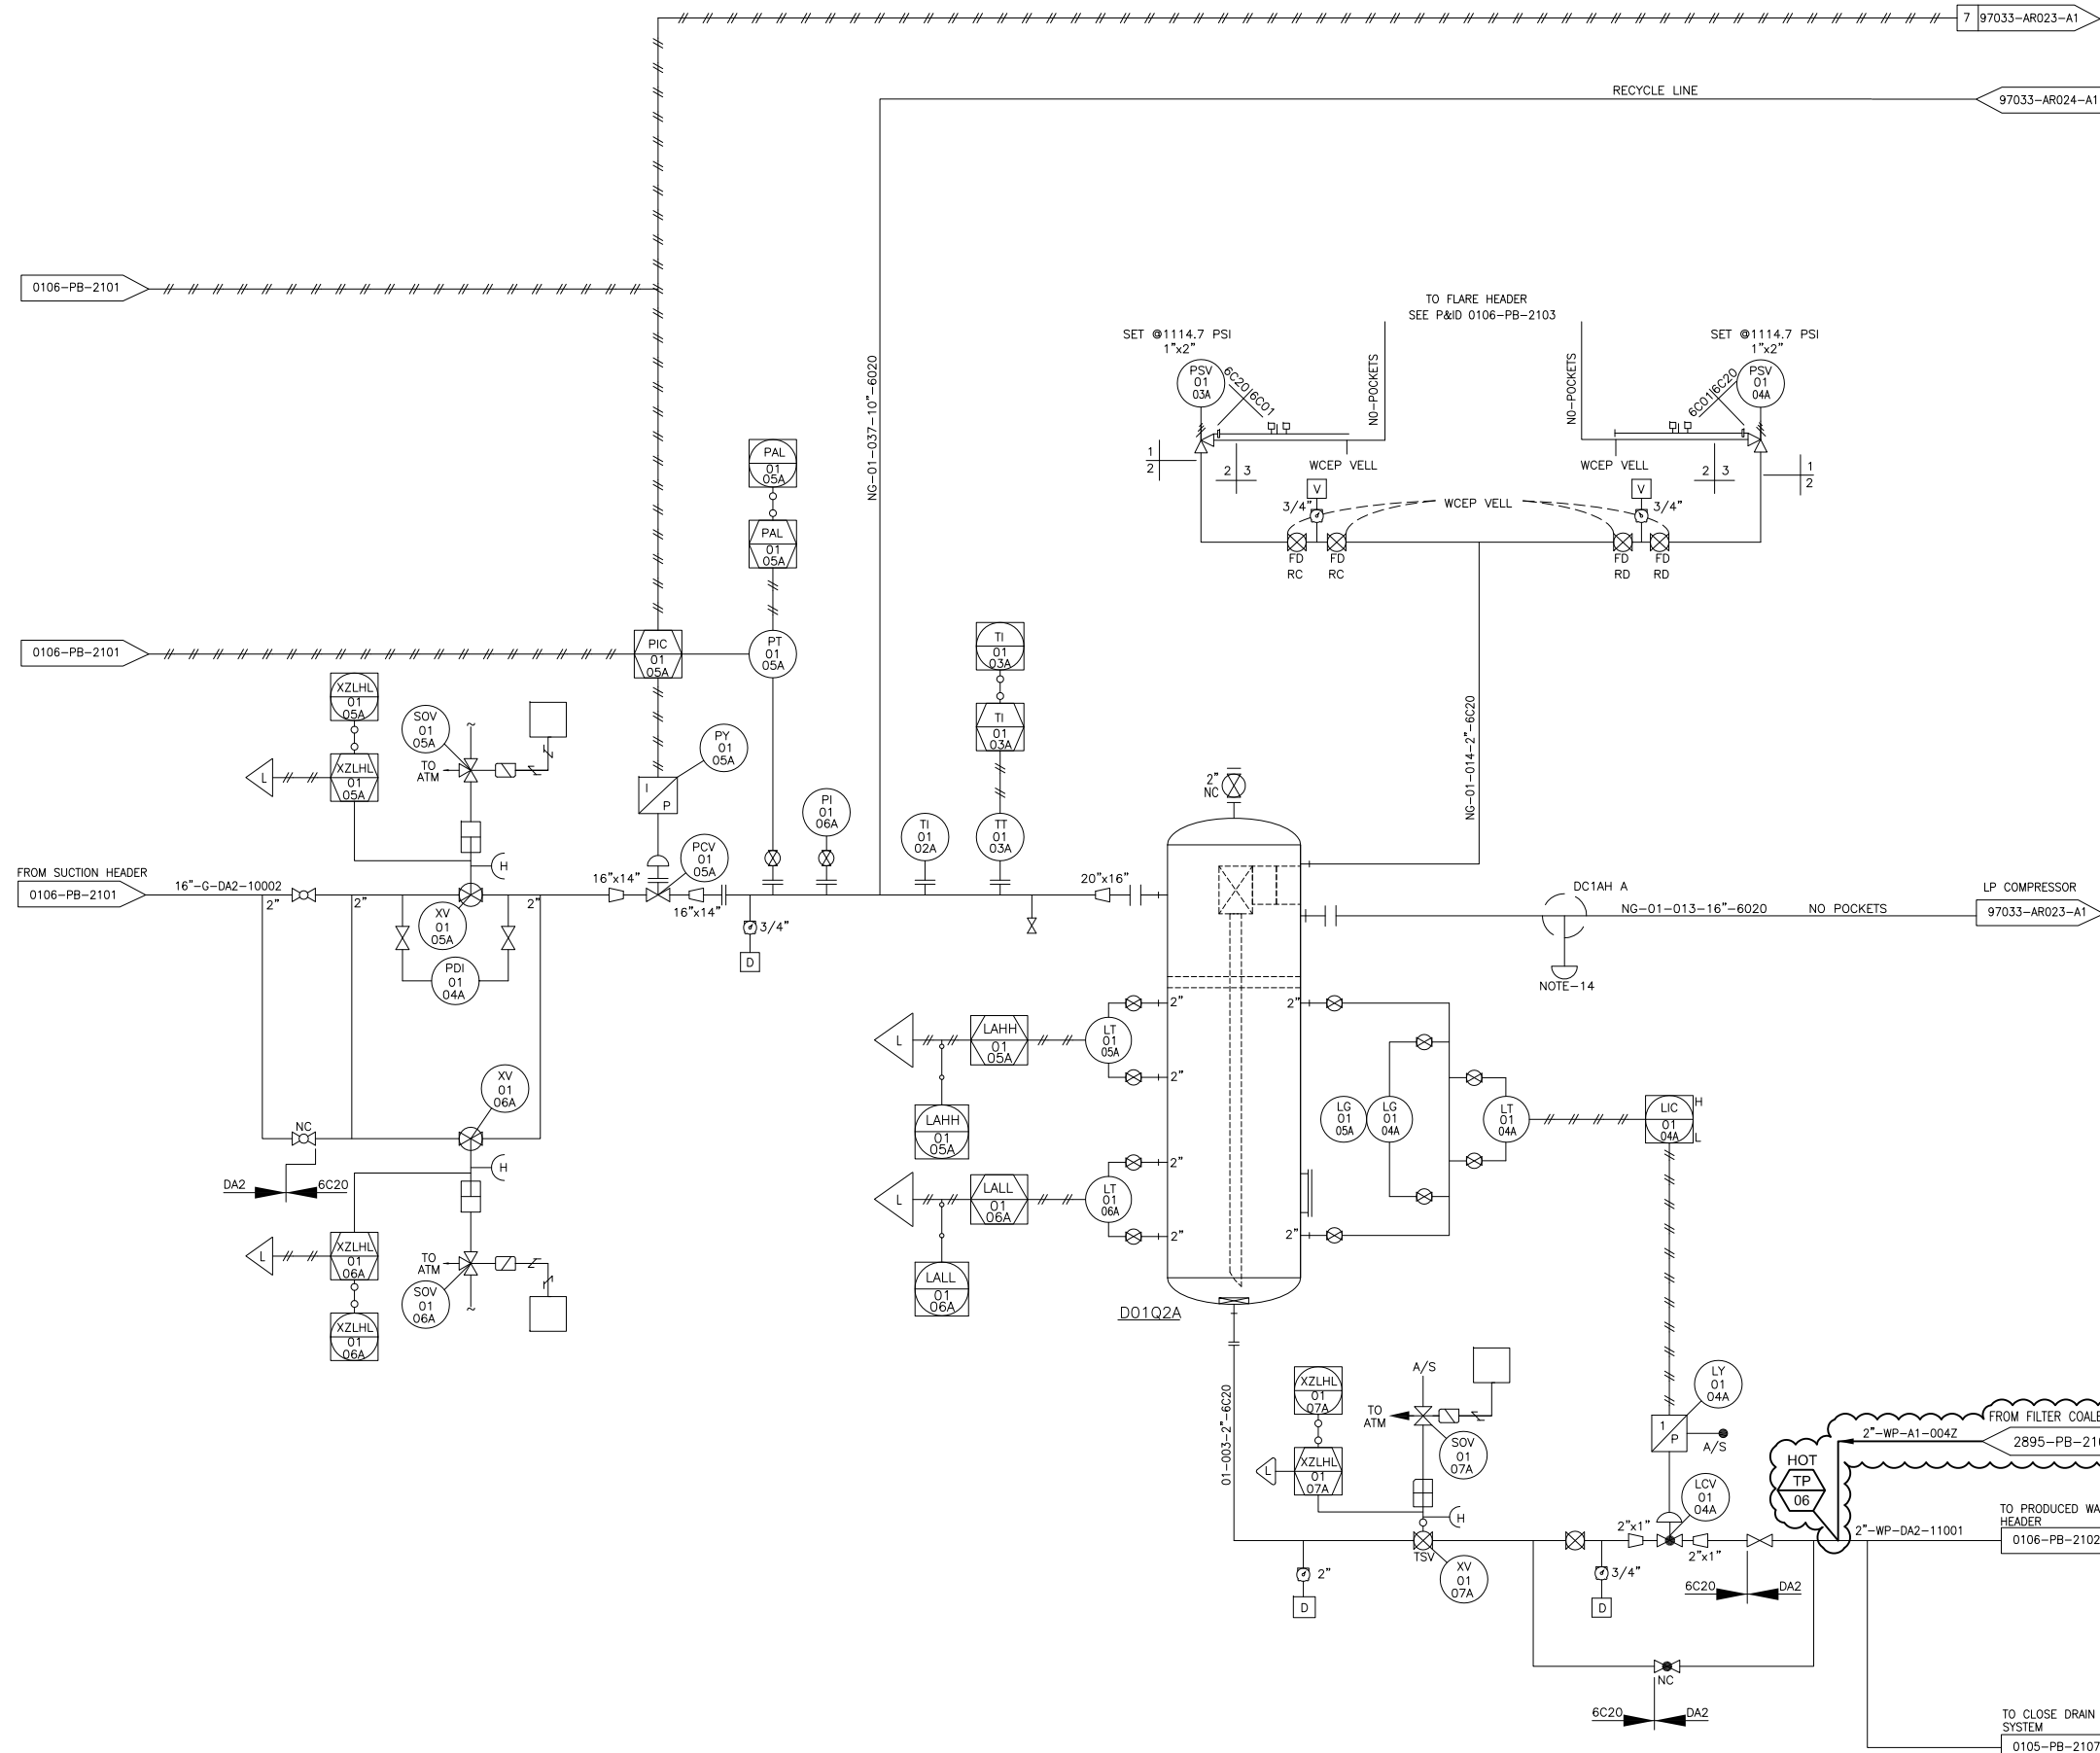 7 97033-AR023-A1
RECYCLE LINE
97033-AR024-A1
0106-PB-2101
TO FLARE HEADER
SEE P&ID 0106-PB-2103
SET @1114.7 PSI
1"x2"
SET @1114.7 PSI
1"x2"
PSV
01
03A
6C20|6C01
NO-POCKETS
NO-POCKETS
6C01|6C20
PSV
01
04A
1
2
2 3
WCEP VELL
WCEP VELL
2 3
1
2
V
3/4"
WCEP VELL
V
3/4"
FD
RC
FD
RC
FD
RD
FD
RD
NG-01-037-10"-6020
PAL
01
05A
PAL
01
05A
0106-PB-2101
PIC
01
05A
PT
01
05A
TI
01
03A
TI
01
03A
NG-01-014-2"-6C20
XZLHL
01
05A
XZLHL
01
05A
L
SOV
01
05A
TO
ATM
PY
01
05A
I
P
PI
01
06A
TI
01
02A
TT
01
03A
2"
NC
H
PCV
01
05A
FROM SUCTION HEADER
0106-PB-2101
16"-G-DA2-10002
2"
2"
2"
XV
01
05A
PDI
01
04A
16"x14"
16"x14"
3/4"
D
20"x16"
DC1AH A
NG-01-013-16"-6020
NO POCKETS
LP COMPRESSOR
97033-AR023-A1
NOTE-14
2"
2"
L
LAHH
01
05A
LT
01
05A
2"
LAHH
01
05A
XV
01
06A
NC
DA2
6C20
H
LG
01
05A
LG
01
04A
LT
01
04A
LIC
01
04A
H
L
L
LALL
01
06A
LT
01
06A
2"
2"
2"
LALL
01
06A
L
XZLHL
01
06A
XZLHL
01
06A
TO
ATM
SOV
01
06A
D01Q2A
01-003-2"-6C20
XZLHL
01
07A
XZLHL
01
07A
L
A/S
TO
ATM
SOV
01
07A
H
TSV
XV
01
07A
2"
D
LY
01
04A
1
P
A/S
LCV
01
04A
2"x1"
2"x1"
3/4"
D
6C20
DA2
NC
6C20
DA2
FROM FILTER COALE
2"-WP-A1-004Z
2895-PB-21
HOT
TP
06
2"-WP-DA2-11001
TO PRODUCED WA
HEADER
0106-PB-2102
TO CLOSE DRAIN
SYSTEM
0105-PB-2107